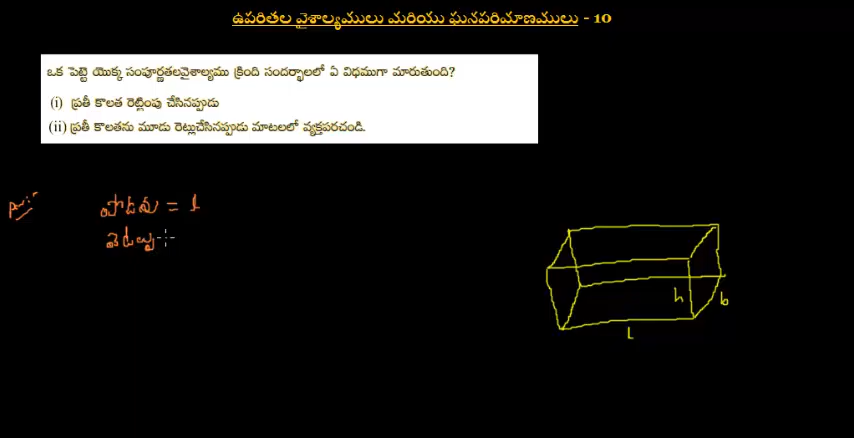 ఉపరితల వైశాల్యములు మరియు ఘనపరిమాణములు - 10
ఒక పెట్టె యొక్క సంపూర్ణతలవైశాల్యము క్రింది సందర్భాలలో ఏ విధముగా మారుతుంది?
(i) ప్రతీ కొలత రెట్టింపు చేసినప్పుడు
(ii) ప్రతీ కొలతను మూడు రెట్లుచేసినప్పుడు మాటలలో వ్యక్తపరచండి.
పొడవు = l
వెడల్పు
h
b
L